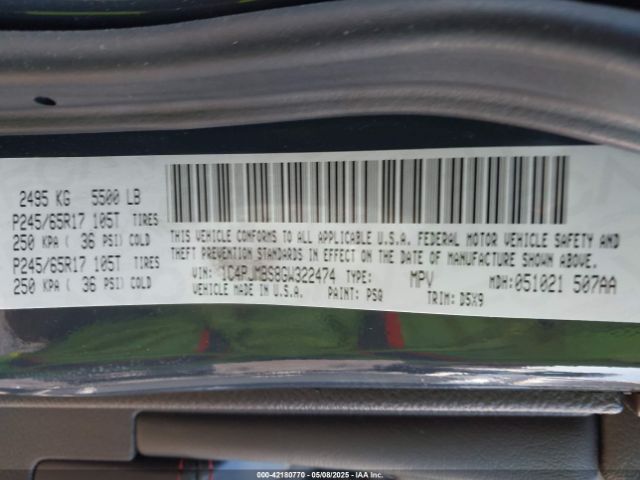 2495 KG 5500 LB
P245/65R17 105T TIRES
250 KPA ( 36 PSI) COLD
P245/65R17 105T TIRES
250 KPA ( 36 PSI) COLD
THIS VEHICLE CONFORMS TO ALL APPLICABLE U.S.A. FEDERAL MOTOR VEHICLE SAFETY AND
THEFT PREVENTION STANDARDS IN EFFECT ON THE DATE OF MANUFACTURE SHOWN ABOVE.
VIN: 1C4PJMBS8GW322474 TYPE: MPV MDH: 051021 507AA
VEHICLE MADE IN U.S.A. PAINT: PSQ TRIM: D5X9
000-42180770 — 05/08/2025 — IAAI.com